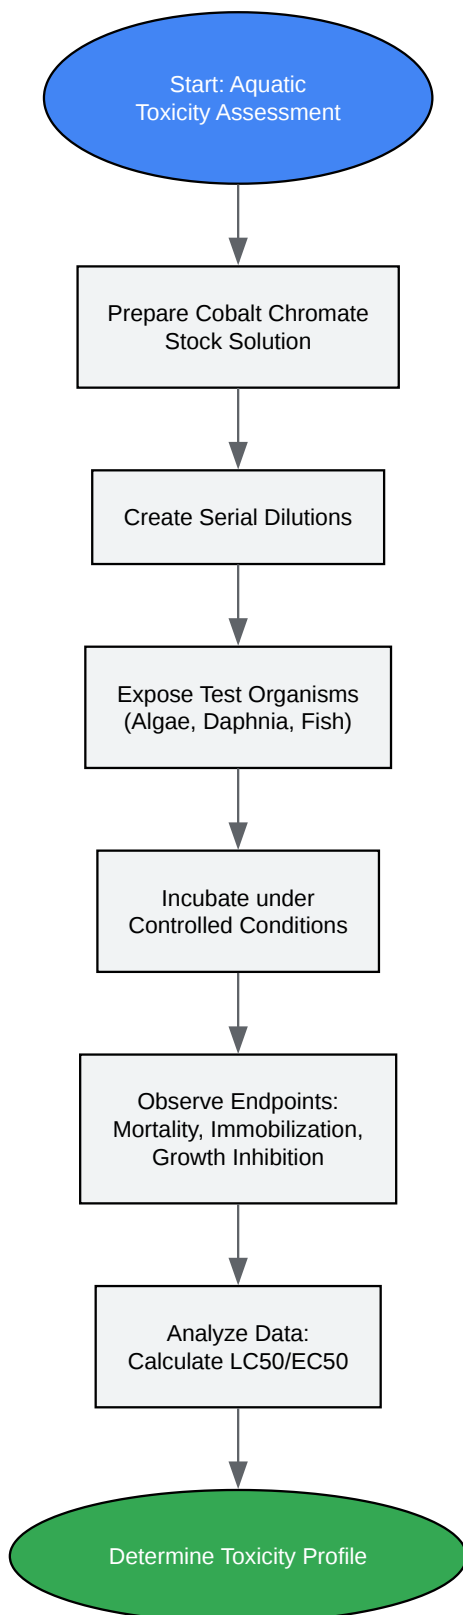 Start: Aquatic
Toxicity Assessment
Prepare Cobalt Chromate
Stock Solution
Create Serial Dilutions
Expose Test Organisms
(Algae, Daphnia, Fish)
Incubate under
Controlled Conditions
Observe Endpoints:
Mortality, Immobilization,
Growth Inhibition
Analyze Data:
Calculate LC50/EC50
Determine Toxicity Profile